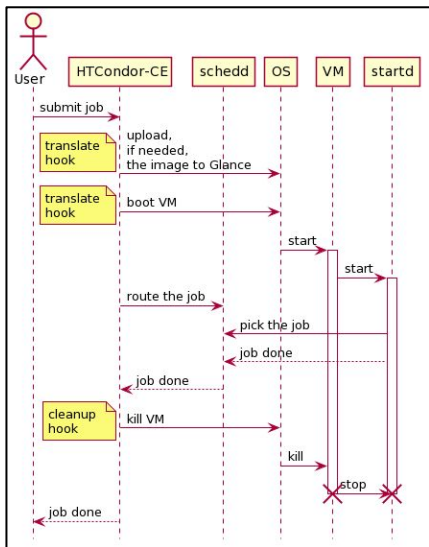 User
HTCondor-CE
schedd
OS
VM
startd
submit job
translate
hook
upload,
if needed,
the image to Glance
translate
hook
boot VM
start
start
route the job
pick the job
job done
job done
cleanup
hook
kill VM
kill
stop
job done